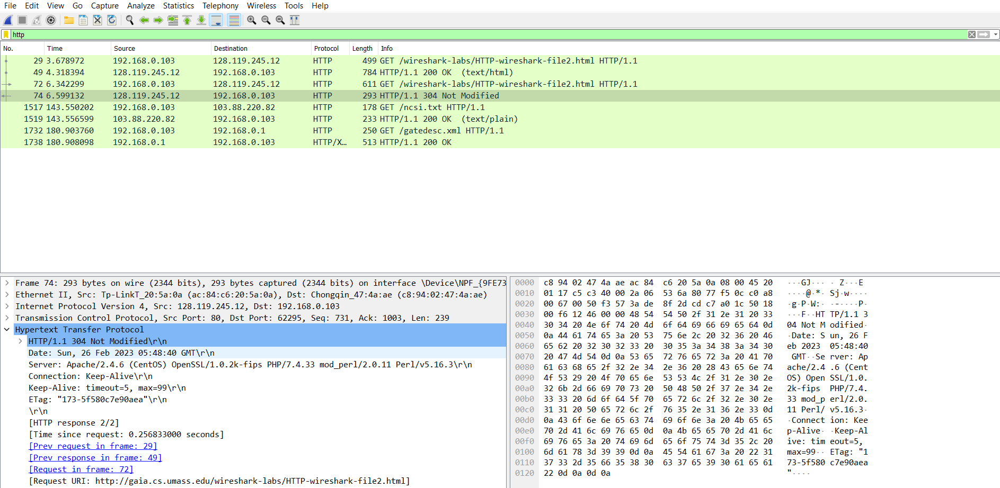 File Edit View Go Capture Analyze Statistics Telephony Wireless Tools Help
http
No. Time Source Destination Protocol Length Info
29 3.678972 192.168.0.103 128.119.245.12 HTTP 499 GET /wireshark-labs/HTTP-wireshark-file2.html HTTP/1.1
49 4.318394 128.119.245.12 192.168.0.103 HTTP 784 HTTP/1.1 200 OK (text/html)
72 6.342299 192.168.0.103 128.119.245.12 HTTP 611 GET /wireshark-labs/HTTP-wireshark-file2.html HTTP/1.1
74 6.599132 128.119.245.12 192.168.0.103 HTTP 293 HTTP/1.1 304 Not Modified
1517 143.550202 192.168.0.103 103.88.220.82 HTTP 178 GET /ncsi.txt HTTP/1.1
1519 143.556599 103.88.220.82 192.168.0.103 HTTP 233 HTTP/1.1 200 OK (text/plain)
1732 180.903760 192.168.0.103 192.168.0.1 HTTP 250 GET /gatedesc.xml HTTP/1.1
1738 180.908098 192.168.0.1 192.168.0.103 HTTP/X… 513 HTTP/1.1 200 OK
Frame 74: 293 bytes on wire (2344 bits), 293 bytes captured (2344 bits) on interface \Device\NPF_{9FE73
Ethernet II, Src: Tp-LinkT_20:5a:0a (ac:84:c6:20:5a:0a), Dst: Chongqin_47:4a:ae (c8:94:02:47:4a:ae)
Internet Protocol Version 4, Src: 128.119.245.12, Dst: 192.168.0.103
Transmission Control Protocol, Src Port: 80, Dst Port: 62295, Seq: 731, Ack: 1003, Len: 239
Hypertext Transfer Protocol
HTTP/1.1 304 Not Modified\r\n
Date: Sun, 26 Feb 2023 05:48:40 GMT\r\n
Server: Apache/2.4.6 (CentOS) OpenSSL/1.0.2k-fips PHP/7.4.33 mod_perl/2.0.11 Perl/v5.16.3\r\n
Connection: Keep-Alive\r\n
Keep-Alive: timeout=5, max=99\r\n
ETag: "173-5f580c7e90aea"\r\n
\r\n
[HTTP response 2/2]
[Time since request: 0.256833000 seconds]
[Prev request in frame: 29]
[Prev response in frame: 49]
[Request in frame: 72]
[Request URI: http://gaia.cs.umass.edu/wireshark-labs/HTTP-wireshark-file2.html]
0000 c8 94 02 47 4a ae ac 84 c6 20 5a 0a 08 00 45 20 ···GJ··· · Z···E
0010 01 17 c5 c3 40 00 2a 06 53 6a 80 77 f5 0c c0 a8 ····@·*· Sj·w····
0020 00 67 00 50 f3 57 3a de 8f 2d cd c7 a0 1c 50 18 ·g·P·W:· ·-····P·
0030 00 f6 12 46 00 00 48 54 54 50 2f 31 2e 31 20 33 ···F··HT TP/1.1 3
0040 30 34 20 4e 6f 74 20 4d 6f 64 69 66 69 65 64 0d 04 Not M odified·
0050 0a 44 61 74 65 3a 20 53 75 6e 2c 20 32 36 20 46 ·Date: S un, 26 F
0060 65 62 20 32 30 32 33 20 30 35 3a 34 38 3a 34 30 eb 2023 05:48:40
0070 20 47 4d 54 0d 0a 53 65 72 76 65 72 3a 20 41 70 GMT··Se rver: Ap
0080 61 63 68 65 2f 32 2e 34 2e 36 20 28 43 65 6e 74 ache/2.4 .6 (Cent
0090 4f 53 29 20 4f 70 65 6e 53 53 4c 2f 31 2e 30 2e OS) Open SSL/1.0.
00a0 32 6b 2d 66 69 70 73 20 50 48 50 2f 37 2e 34 2e 2k-fips PHP/7.4.
00b0 33 33 20 6d 6f 64 5f 70 65 72 6c 2f 32 2e 30 2e 33 mod_p erl/2.0.
00c0 31 31 20 50 65 72 6c 2f 76 35 2e 31 36 2e 33 0d 11 Perl/ v5.16.3·
00d0 0a 43 6f 6e 6e 65 63 74 69 6f 6e 3a 20 4b 65 65 ·Connect ion: Kee
00e0 70 2d 41 6c 69 76 65 0d 0a 4b 65 65 70 2d 41 6c p-Alive· ·Keep-Al
00f0 69 76 65 3a 20 74 69 6d 65 6f 75 74 3d 35 2c 20 ive: tim eout=5,
0100 6d 61 78 3d 39 39 0d 0a 45 54 61 67 3a 20 22 31 max=99·· ETag: "1
0110 37 33 2d 35 66 35 38 30 63 37 65 39 30 61 65 61 73-5f580 c7e90aea
0120 22 0d 0a 0d 0a "····